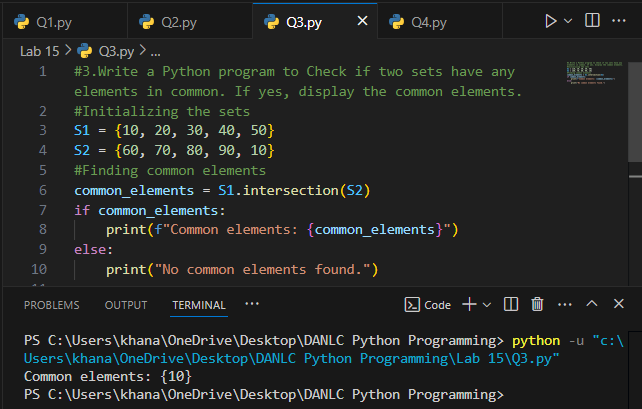 Q1.py Q2.py Q3.py Q4.py
Lab 15 > Q3.py > ...
1 #3.Write a Python program to Check if two sets have any
elements in common. If yes, display the common elements.
2 #Initializing the sets
3 S1 = {10, 20, 30, 40, 50}
4 S2 = {60, 70, 80, 90, 10}
5 #Finding common elements
6 common_elements = S1.intersection(S2)
7 if common_elements:
8 print(f"Common elements: {common_elements}")
9 else:
10 print("No common elements found.")
PROBLEMS OUTPUT TERMINAL ... Code
PS C:\Users\khana\OneDrive\Desktop\DANLC Python Programming> python -u "c:\
Users\khana\OneDrive\Desktop\DANLC Python Programming\Lab 15\Q3.py"
Common elements: {10}
PS C:\Users\khana\OneDrive\Desktop\DANLC Python Programming>